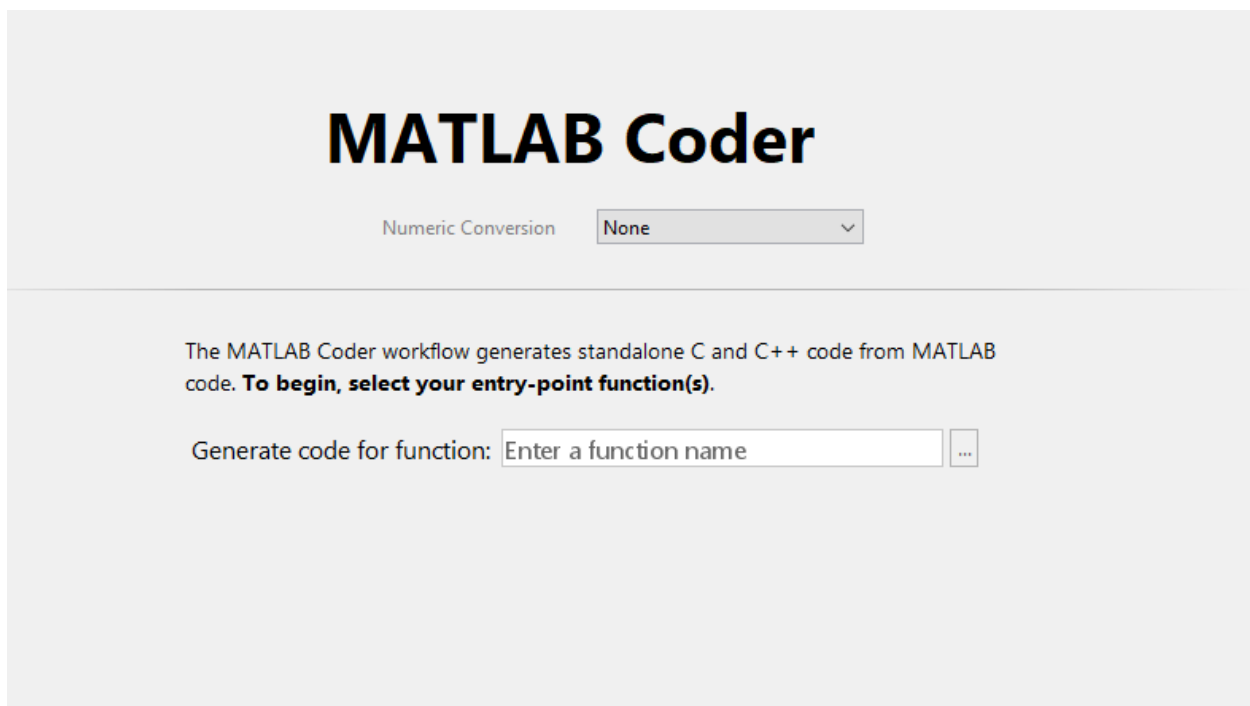 MATLAB Coder
Numeric Conversion None
The MATLAB Coder workflow generates standalone C and C++ code from MATLAB
code. To begin, select your entry-point function(s).
Generate code for function: Enter a function name ...